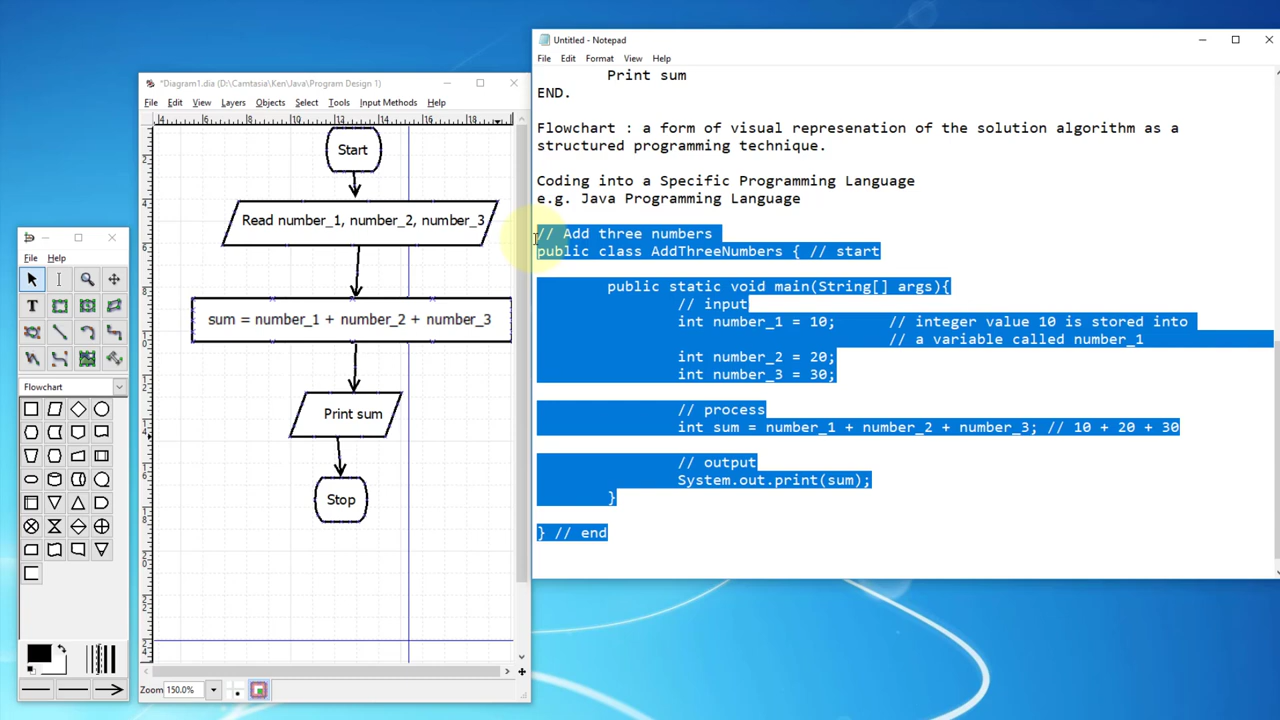 *Diagram1.dia (D:\Camtasia\Ken\Java\Program Design 1)
File Edit View Layers Objects Select Tools Input Methods Help
Start
Read number_1, number_2, number_3
sum = number_1 + number_2 + number_3
Print sum
Stop
Zoom 150.0%
File Help
Flowchart
Untitled - Notepad
File Edit Format View Help
Print sum
END.
Flowchart : a form of visual represenation of the solution algorithm as a
structured programming technique.
Coding into a Specific Programming Language
e.g. Java Programming Language
// Add three numbers
public class AddThreeNumbers { // start
public static void main(String[] args){
// input
int number_1 = 10; // integer value 10 is stored into
// a variable called number_1
int number_2 = 20;
int number_3 = 30;
// process
int sum = number_1 + number_2 + number_3; // 10 + 20 + 30
// output
System.out.print(sum);
}
} // end